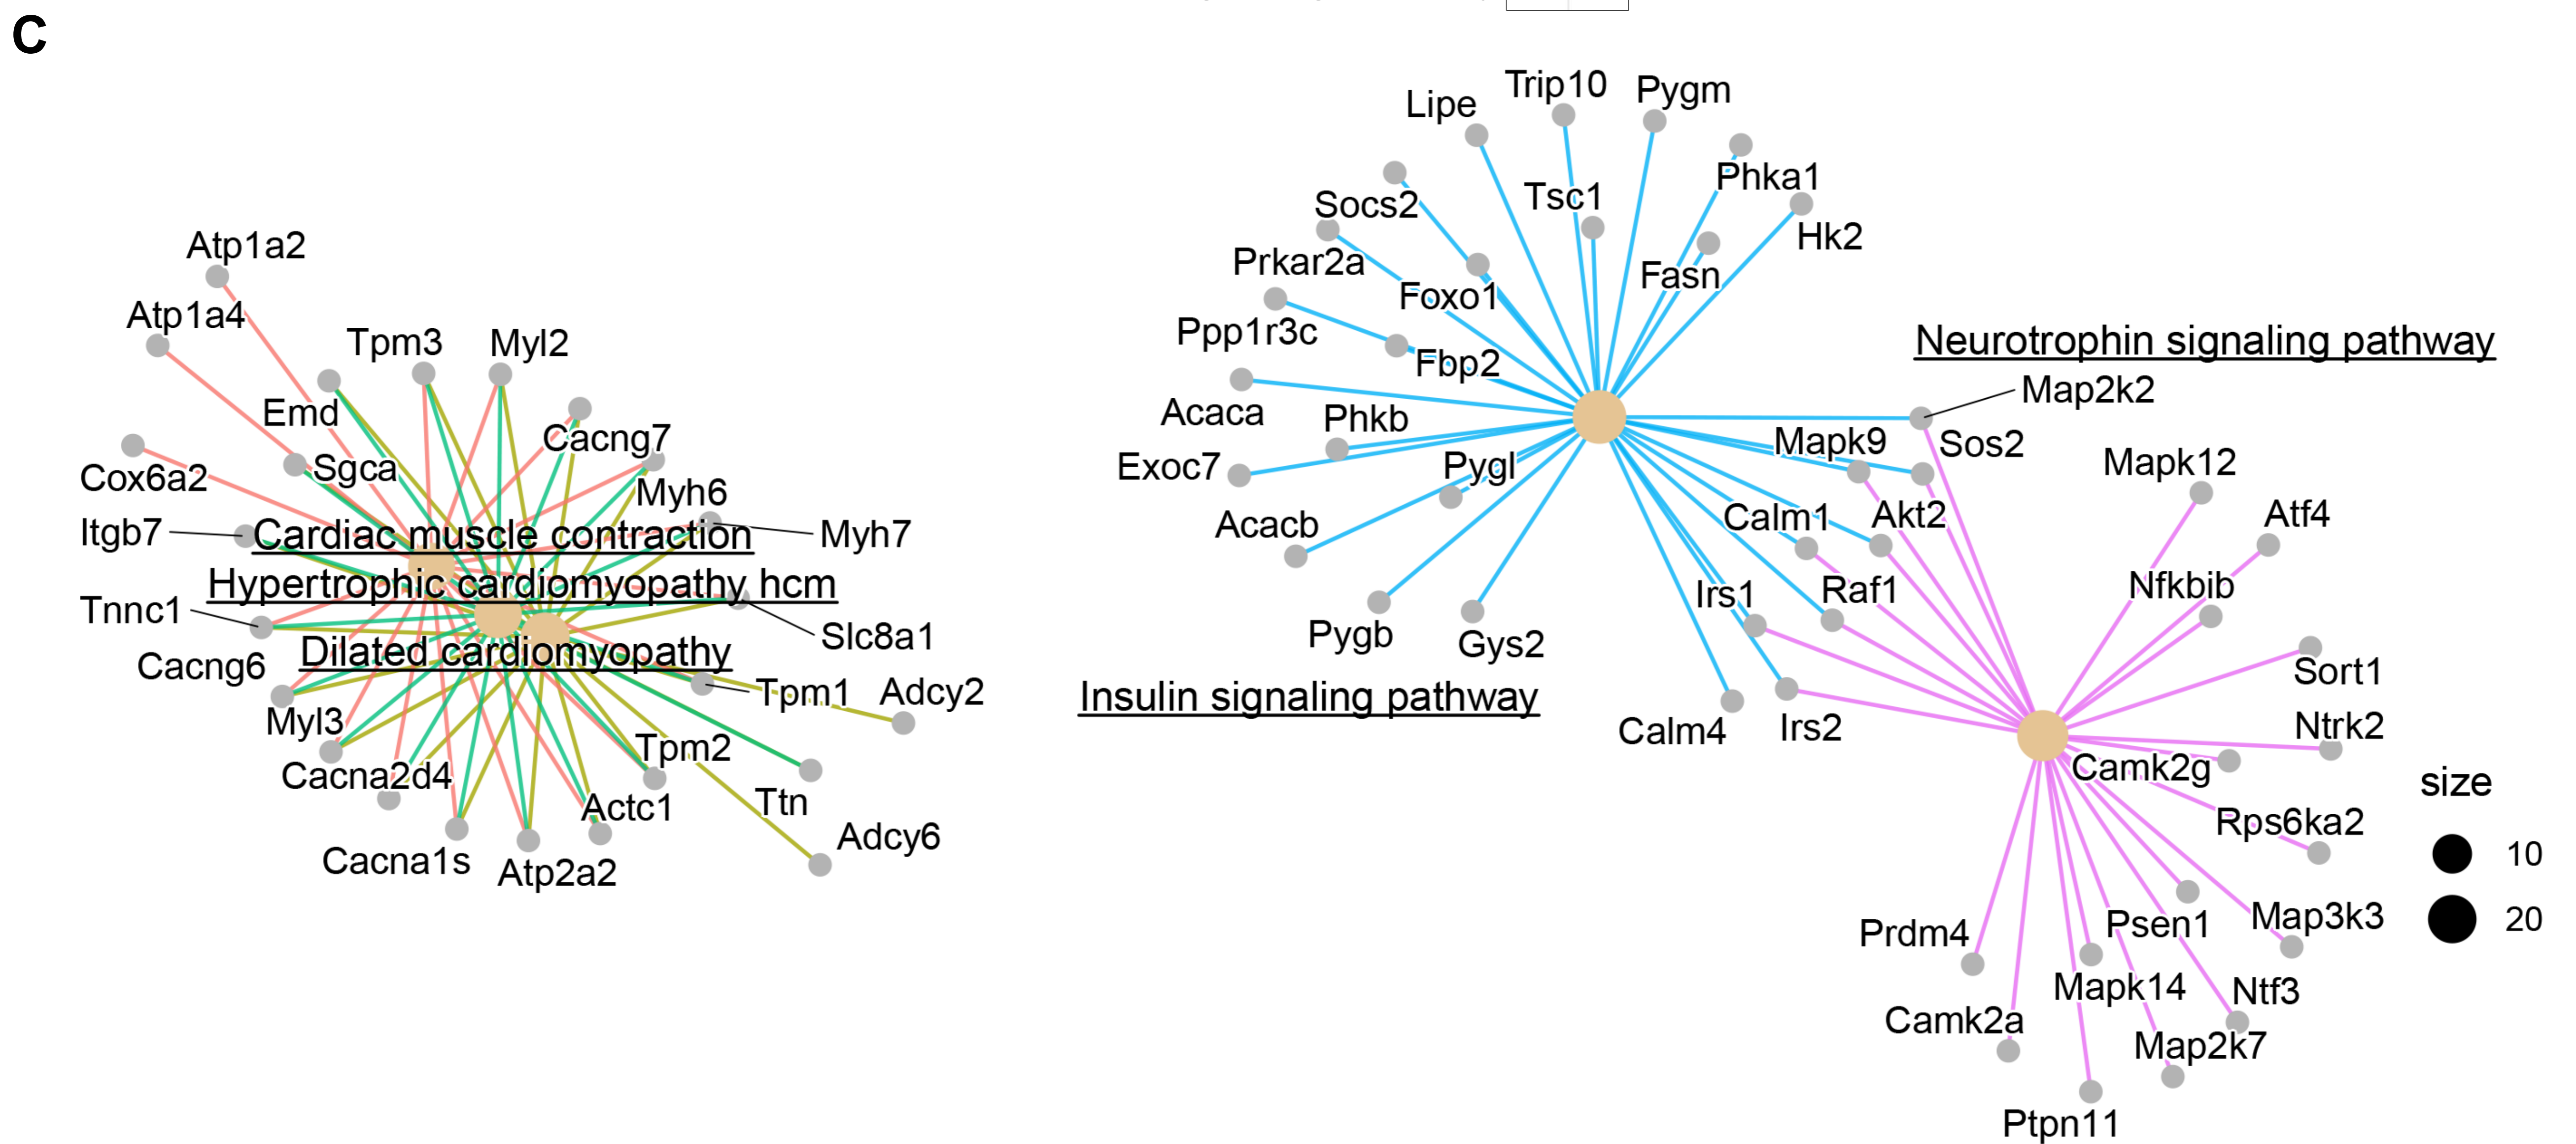 C
Atp1a2
Atp1a4
Tpm3
Myl2
Emd
Cacng7
Cox6a2
Sgca
Myh6
Itgb7
Cardiac muscle contraction
Myh7
Hypertrophic cardiomyopathy hcm
Tnnc1
Slc8a1
Cacng6
Dilated cardiomyopathy
Tpm1
Adcy2
Myl3
Tpm2
Cacna2d4
Actc1
Ttn
Adcy6
Cacna1s
Atp2a2
Trip10
Pygm
Lipe
Phka1
Socs2
Tsc1
Hk2
Prkar2a
Fasn
Foxo1
Ppp1r3c
Fbp2
Acaca
Phkb
Exoc7
Pygl
Acacb
Pygb
Gys2
Insulin signaling pathway
Neurotrophin signaling pathway
Map2k2
Mapk9
Sos2
Calm1
Akt2
Irs1
Raf1
Calm4
Irs2
Mapk12
Atf4
Nfkbib
Sort1
Ntrk2
Camk2g
Rps6ka2
Prdm4
Psen1
Map3k3
Mapk14
Ntf3
Camk2a
Map2k7
Ptpn11
size
10
20